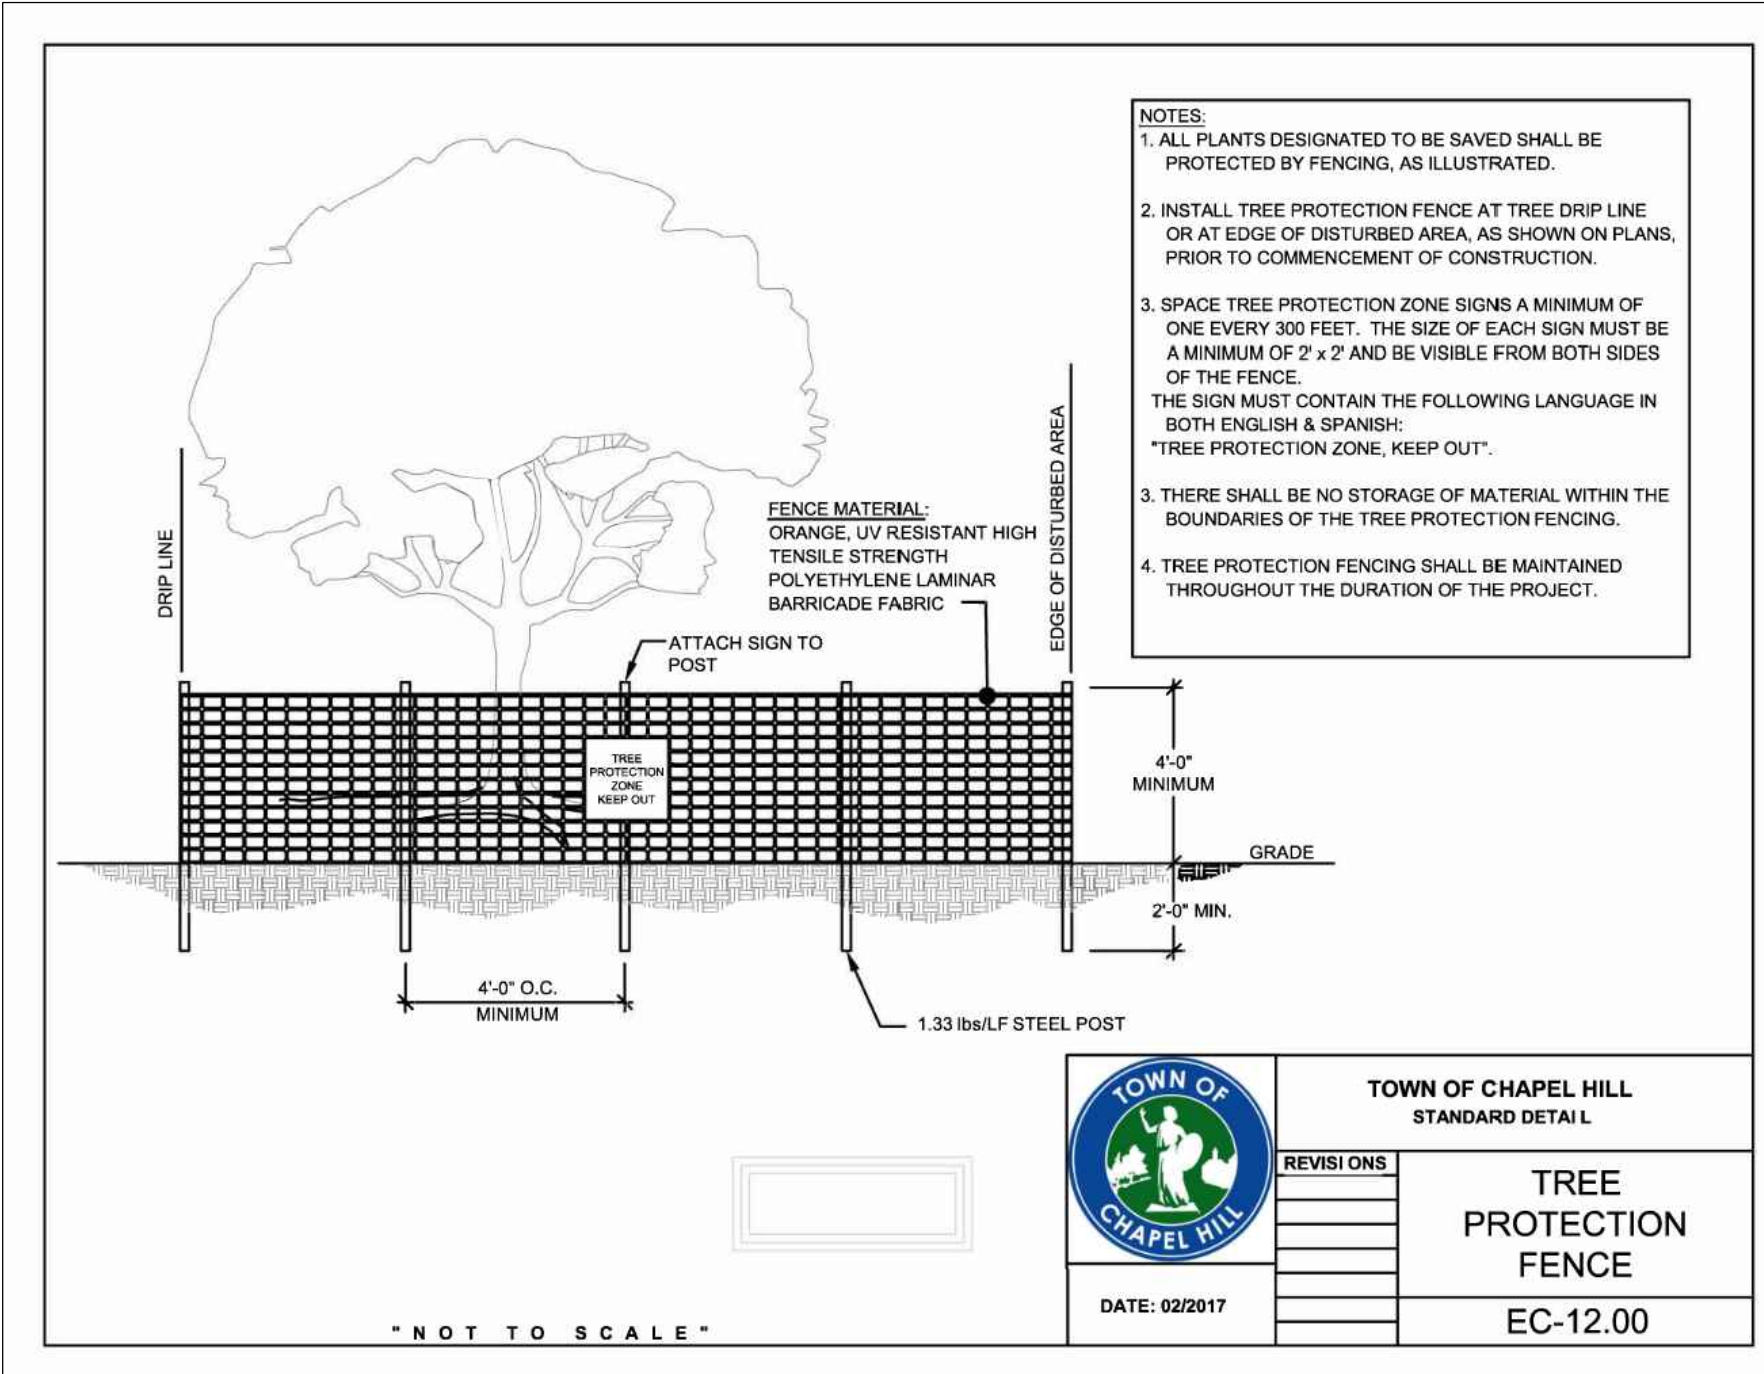 NOTES:
1. ALL PLANTS DESIGNATED TO BE SAVED SHALL BE
PROTECTED BY FENCING, AS ILLUSTRATED.
2. INSTALL TREE PROTECTION FENCE AT TREE DRIP LINE
OR AT EDGE OF DISTURBED AREA, AS SHOWN ON PLANS,
PRIOR TO COMMENCEMENT OF CONSTRUCTION.
3. SPACE TREE PROTECTION ZONE SIGNS A MINIMUM OF
ONE EVERY 300 FEET. THE SIZE OF EACH SIGN MUST BE
A MINIMUM OF 2' x 2' AND BE VISIBLE FROM BOTH SIDES
OF THE FENCE.
THE SIGN MUST CONTAIN THE FOLLOWING LANGUAGE IN
BOTH ENGLISH & SPANISH:
"TREE PROTECTION ZONE, KEEP OUT".
3. THERE SHALL BE NO STORAGE OF MATERIAL WITHIN THE
BOUNDARIES OF THE TREE PROTECTION FENCING.
4. TREE PROTECTION FENCING SHALL BE MAINTAINED
THROUGHOUT THE DURATION OF THE PROJECT.
DRIP LINE
FENCE MATERIAL:
ORANGE, UV RESISTANT HIGH
TENSILE STRENGTH
POLYETHYLENE LAMINAR
BARRICADE FABRIC
EDGE OF DISTURBED AREA
ATTACH SIGN TO
POST
TREE
PROTECTION
ZONE
KEEP OUT
4'-0"
MINIMUM
GRADE
2'-0" MIN.
4'-0" O.C.
MINIMUM
1.33 lbs/LF STEEL POST
TOWN OF
CHAPEL HILL
TOWN OF CHAPEL HILL
STANDARD DETAIL
REVISIONS
TREE
PROTECTION
FENCE
DATE: 02/2017
EC-12.00
"NOT TO SCALE"